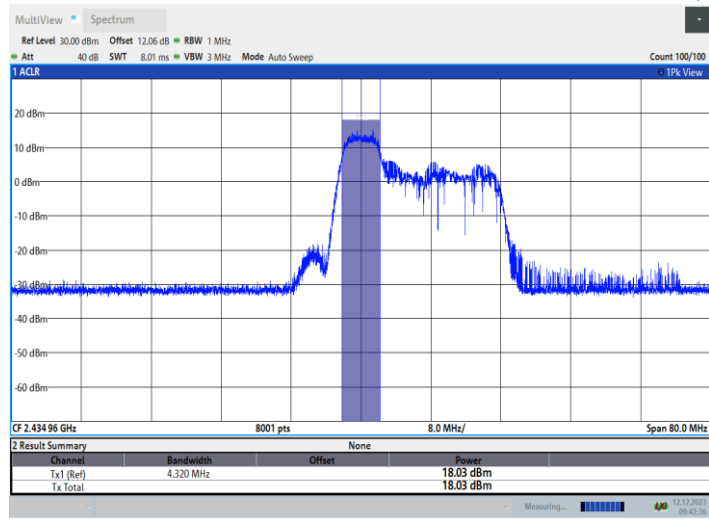 MultiView Spectrum
Ref Level 30.00 dBm Offset 12.06 dB RBW 1 MHz
Att 40 dB SWT 8.01 ms VBW 3 MHz Mode Auto Sweep Count 100/100
1 ACLR 1Pk View
20 dBm
10 dBm
0 dBm
-10 dBm
-20 dBm
-30 dBm
-40 dBm
-50 dBm
-60 dBm
CF 2.434 96 GHz 8001 pts 8.0 MHz/ Span 80.0 MHz
2 Result Summary None
Channel Bandwidth Offset Power
Tx1 (Ref) 4.320 MHz 18.03 dBm
Tx Total 18.03 dBm
Measuring... 12.12.2023
09:42:36